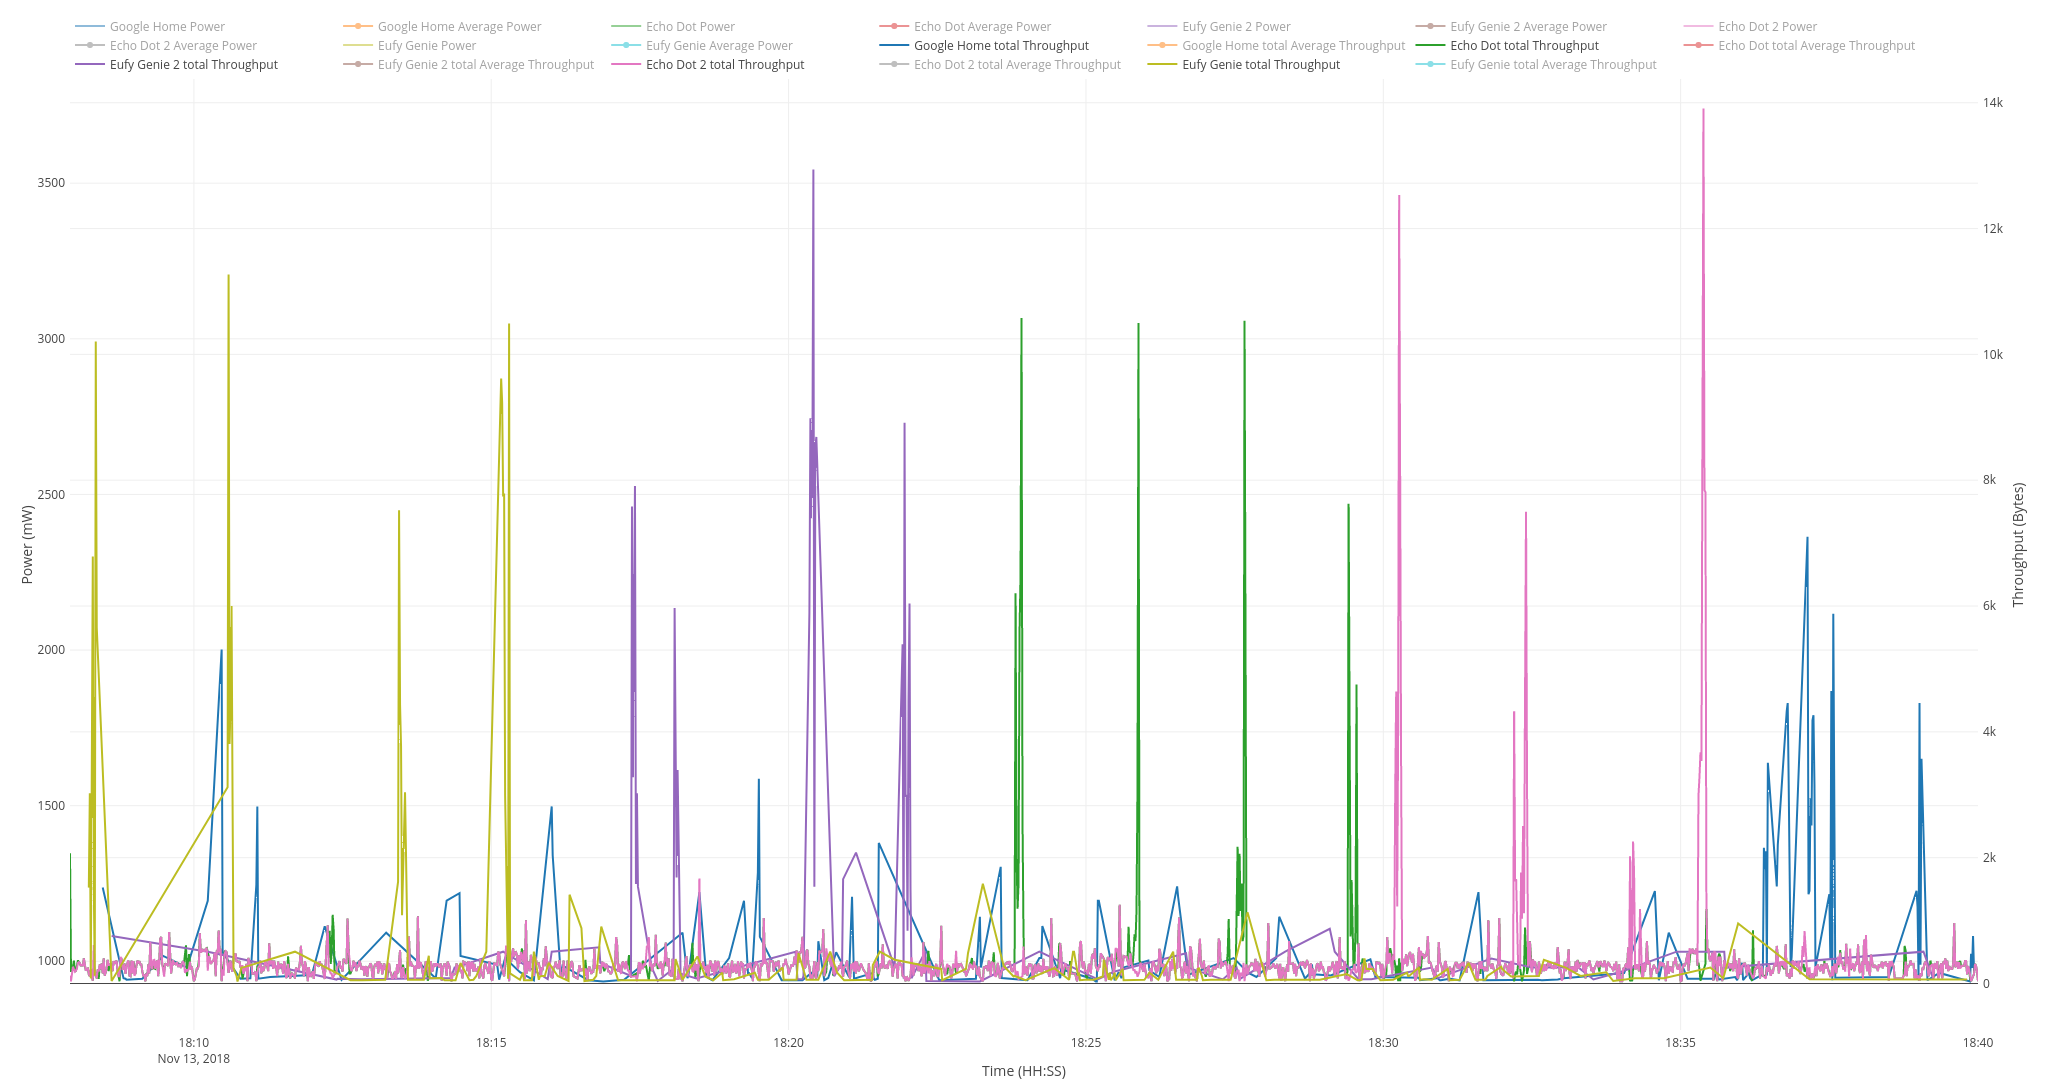 Google Home Power Google Home Average Power Echo Dot Power Echo Dot Average Power Eufy Genie 2 Power Eufy Genie 2 Average Power Echo Dot 2 Power
Echo Dot 2 Average Power Eufy Genie Power Eufy Genie Average Power Google Home total Throughput Google Home total Average Throughput Echo Dot total Throughput Echo Dot total Average Throughput
Eufy Genie 2 total Throughput Eufy Genie 2 total Average Throughput Echo Dot 2 total Throughput Echo Dot 2 total Average Throughput Eufy Genie total Throughput Eufy Genie total Average Throughput
14k
3500
12k
3000
10k
2500
8k
Power (mW)
Throughput (Bytes)
6k
2000
4k
1500
2k
1000
0
18:10 18:15 18:20 18:25 18:30 18:35 18:40
Nov 13, 2018
Time (HH:SS)